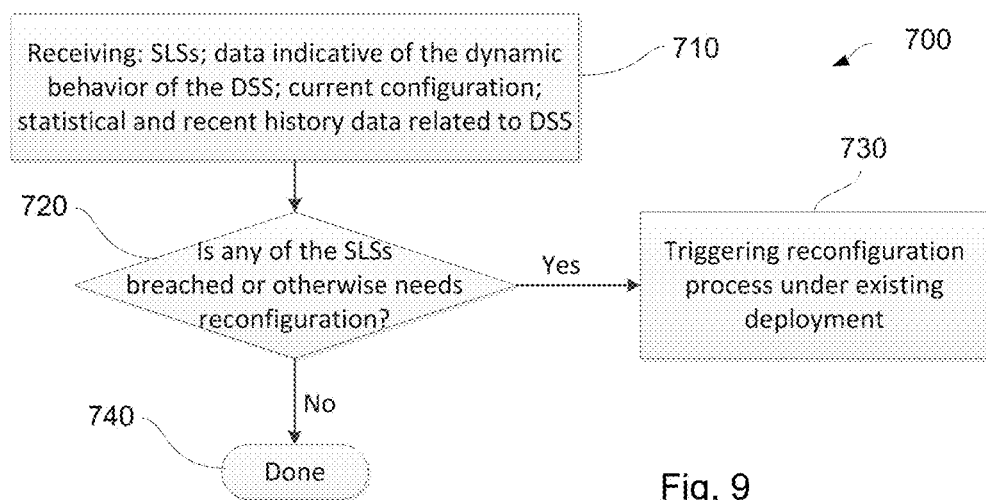 Receiving: SLSs; data indicative of the dynamic
behavior of the DSS; current configuration;
statistical and recent history data related to DSS
710
700
720
Is any of the SLSs
breached or otherwise needs
reconfiguration?
Yes
730
Triggering reconfiguration
process under existing
deployment
No
740
Done
Fig. 9